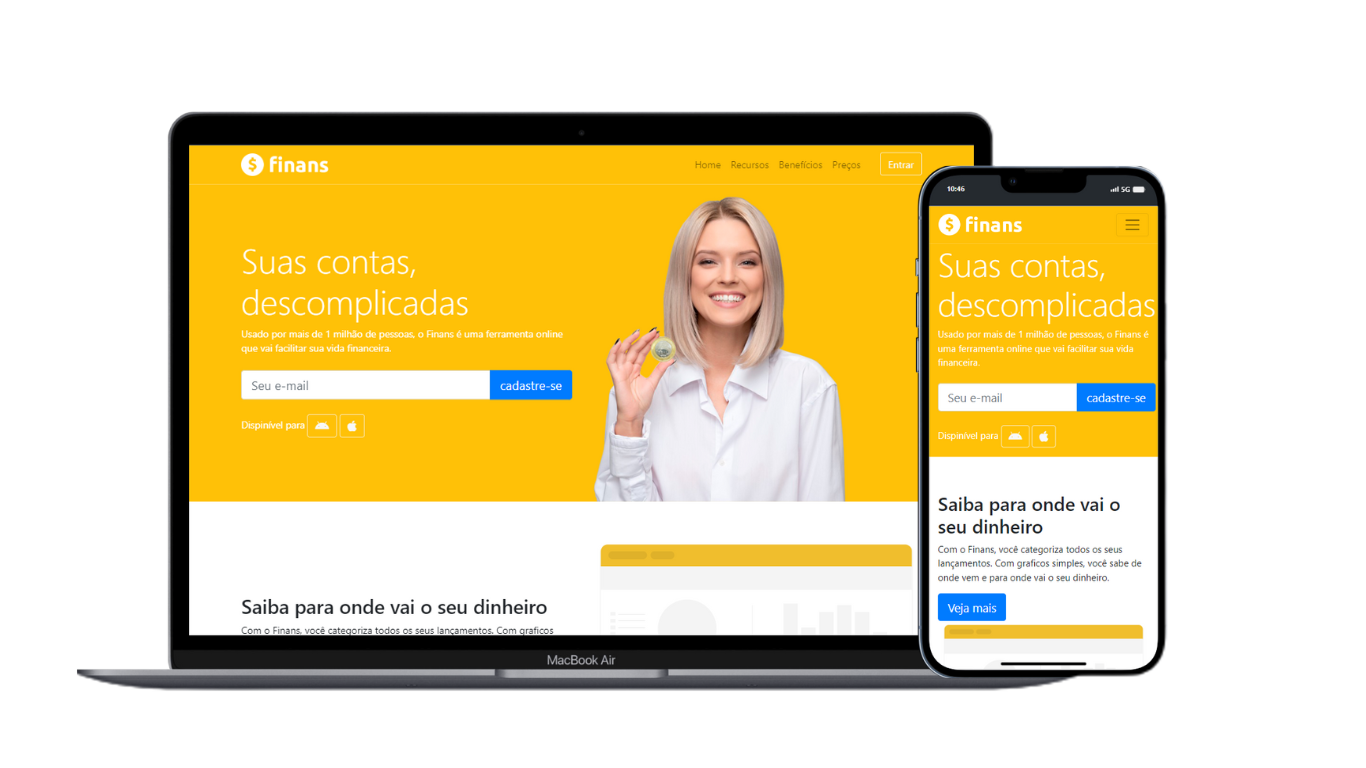 finans
Home Recursos Benefícios Preços Entrar
Suas contas,
descomplicadas
Usado por mais de 1 milhão de pessoas, o Finans é uma ferramenta online
que vai facilitar sua vida financeira.
Seu e-mail cadastre-se
Dispinível para
Saiba para onde vai o seu dinheiro
Com o Finans, você categoriza todos os seus lançamentos. Com graficos
MacBook Air
10:46 5G
finans
Suas contas,
descomplicadas
Usado por mais de 1 milhão de pessoas, o Finans é
uma ferramenta online que vai facilitar sua vida
financeira.
Seu e-mail cadastre-se
Dispinível para
Saiba para onde vai o
seu dinheiro
Com o Finans, você categoriza todos os seus
lançamentos. Com graficos simples, você sabe de
onde vem e para onde vai o seu dinheiro.
Veja mais